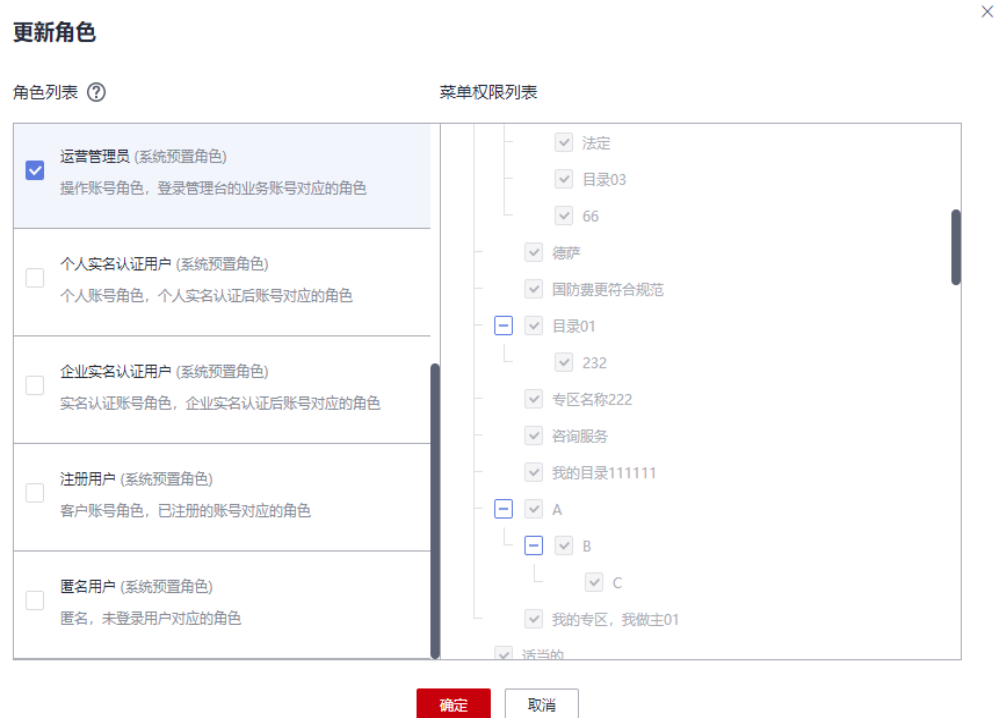 更新角色
角色列表 ?
菜单权限列表
运营管理员 (系统预置角色)
操作账号角色，登录管理台的业务账号对应的角色
个人实名认证用户 (系统预置角色)
个人账号角色，个人实名认证后账号对应的角色
企业实名认证用户 (系统预置角色)
实名认证账号角色，企业实名认证后账号对应的角色
注册用户 (系统预置角色)
客户账号角色，已注册的账号对应的角色
匿名用户 (系统预置角色)
匿名，未登录用户对应的角色
法定
目录03
66
德萨
国防费更符合规范
目录01
232
专区名称222
咨询服务
我的目录111111
A
B
C
我的专区，我做主01
适当的
确定
取消